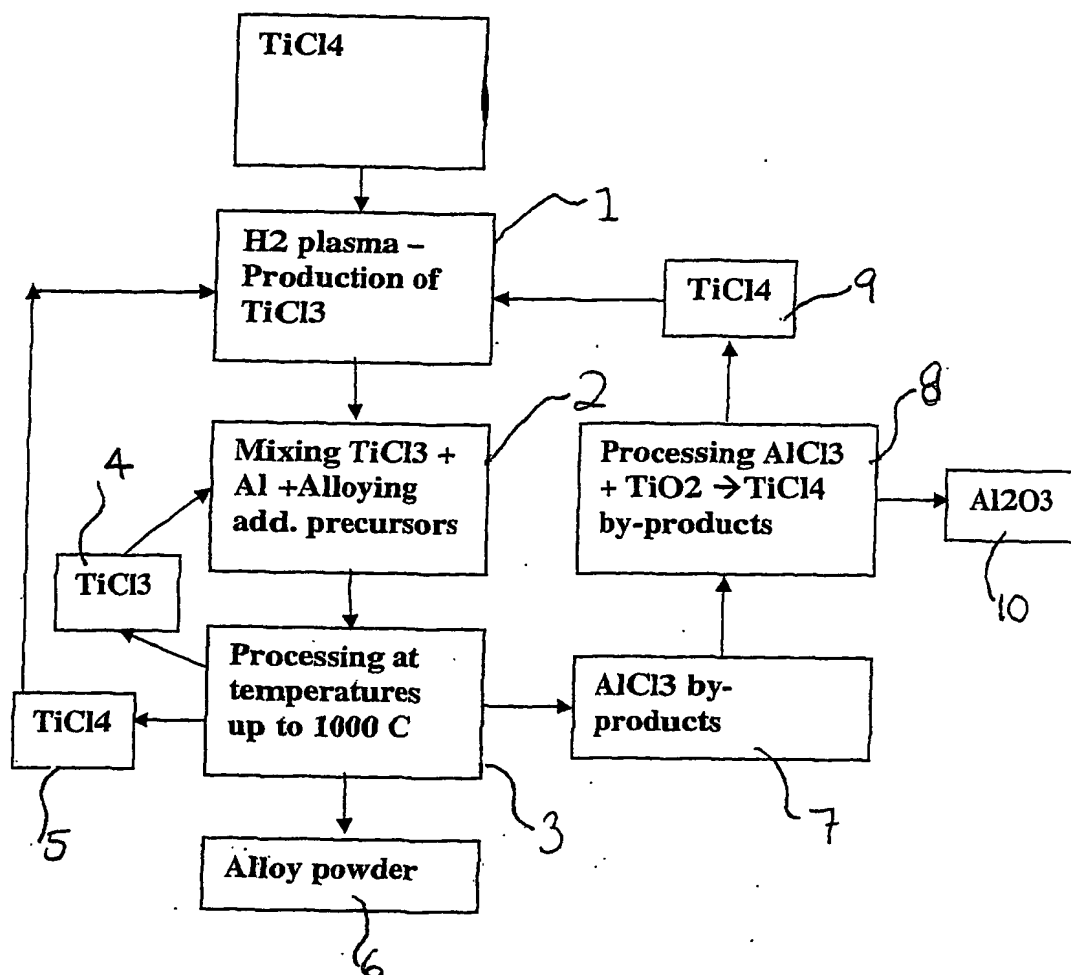 TiCl4
1
H2 plasma –
Production of
TiCl3
TiCl4
9
2
Mixing TiCl3 +
Al +Alloying
add. precursors
8
Processing AlCl3
+ TiO2 → TiCl4
by-products
Al2O3
10
4
TiCl3
Processing at
temperatures
up to 1000 C
3
AlCl3 by-
products
7
TiCl4
5
Alloy powder
6